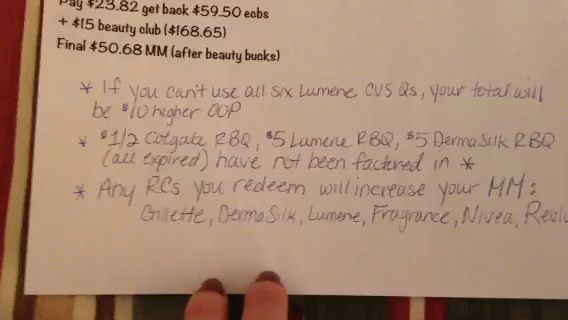 Pay $23.82 get back $59.50 ecbs
+ $15 beauty club ($168.65)
Final $50.68 MM (after beauty bucks)
* If you can't use all six Lumene CVS Qs, your total will
be $10 higher OOP
* $1/2 Colgate RBQ, $5 Lumene RBQ, $5 DermaSilk RBQ
(all expired) have not been factored in *
* Any RCs you redeem will increase your MM:
Gillette, DermaSilk, Lumene, Fragrance, Nivea,